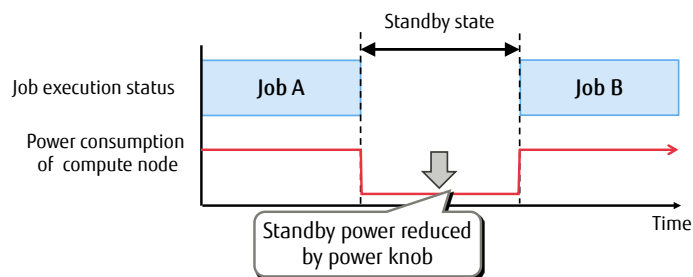 Standby state
Job execution status
Job A
Job B
Power consumption
of compute node
Time
Standby power reduced
by power knob